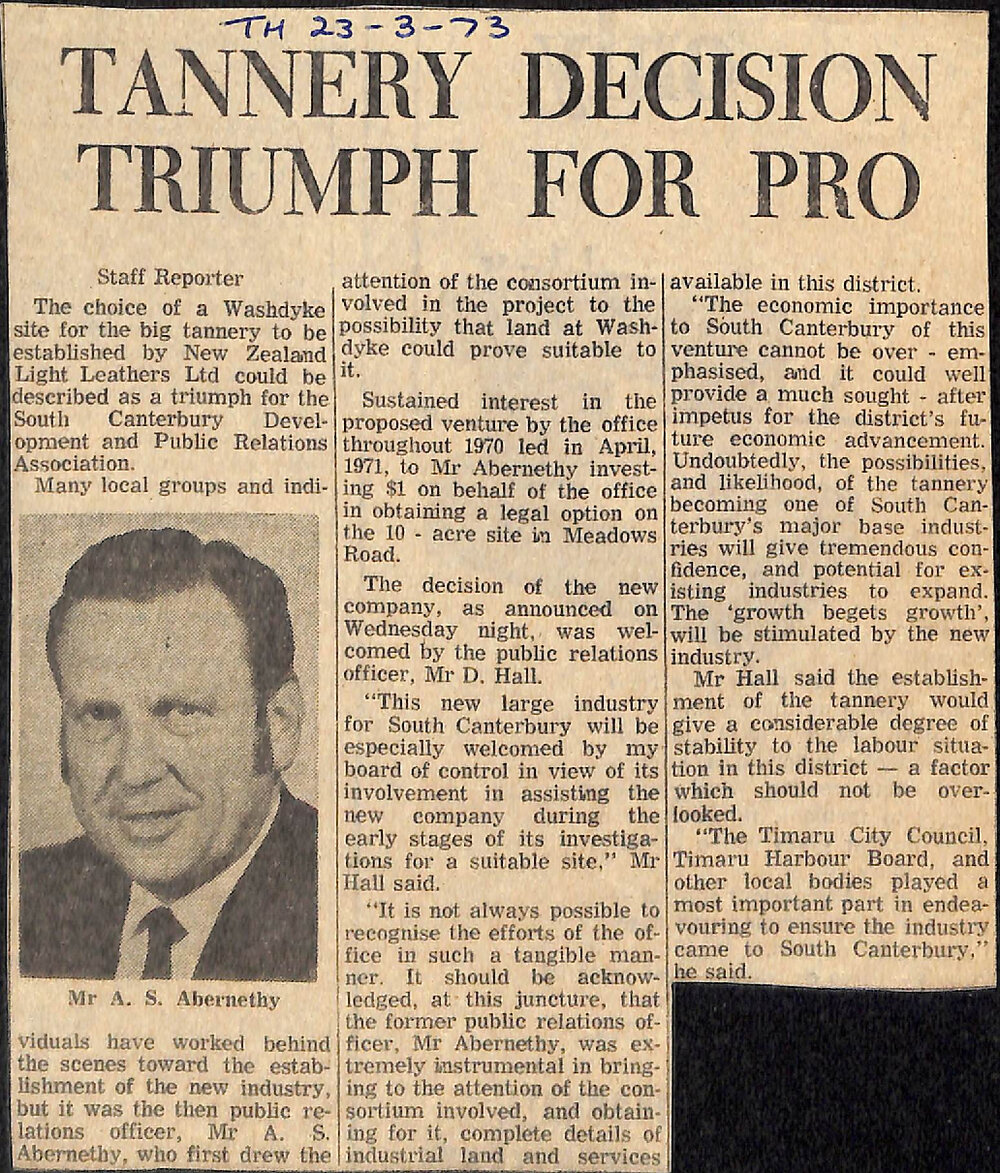 TH 23-3-73
TANNERY DECISION
TRIUMPH FOR PRO
Staff Reporter
The choice of a Washdyke
site for the big tannery to be
established by New Zealand
Light Leathers Ltd could be
described as a triumph for the
South Canterbury Devel-
opment and Public Relations
Association.
Many local groups and indi-
Mr A. S. Abernethy
viduals have worked behind
the scenes toward the estab-
lishment of the new industry,
but it was the then public re-
lations officer, Mr A. S.
Abernethy, who first drew the
attention of the consortium in-
volved in the project to the
possibility that land at Wash-
dyke could prove suitable to
it.
Sustained interest in the
proposed venture by the office
throughout 1970 led in April,
1971, to Mr Abernethy invest-
ing $1 on behalf of the office
in obtaining a legal option on
the 10 - acre site in Meadows
Road.
The decision of the new
company, as announced on
Wednesday night, was wel-
comed by the public relations
officer, Mr D. Hall.
"This new large industry
for South Canterbury will be
especially welcomed by my
board of control in view of its
involvement in assisting the
new company during the
early stages of its investiga-
tions for a suitable site," Mr
Hall said.
"It is not always possible to
recognise the efforts of the of-
fice in such a tangible man-
ner. It should be acknow-
ledged, at this juncture, that
the former public relations of-
ficer, Mr Abernethy, was ex-
tremely instrumental in bring-
ing to the attention of the con-
sortium involved, and obtain-
ing for it, complete details of
industrial land and services
available in this district.
"The economic importance
to South Canterbury of this
venture cannot be over - em-
phasised, and it could well
provide a much sought - after
impetus for the district's fu-
ture economic advancement.
Undoubtedly, the possibilities,
and likelihood, of the tannery
becoming one of South Can-
terbury's major base indust-
ries will give tremendous con-
fidence, and potential for ex-
isting industries to expand.
The 'growth begets growth',
will be stimulated by the new
industry.
Mr Hall said the establish-
ment of the tannery would
give a considerable degree of
stability to the labour situa-
tion in this district — a factor
which should not be over-
looked.
"The Timaru City Council,
Timaru Harbour Board, and
other local bodies played a
most important part in endea-
vouring to ensure the industry
came to South Canterbury,"
he said.